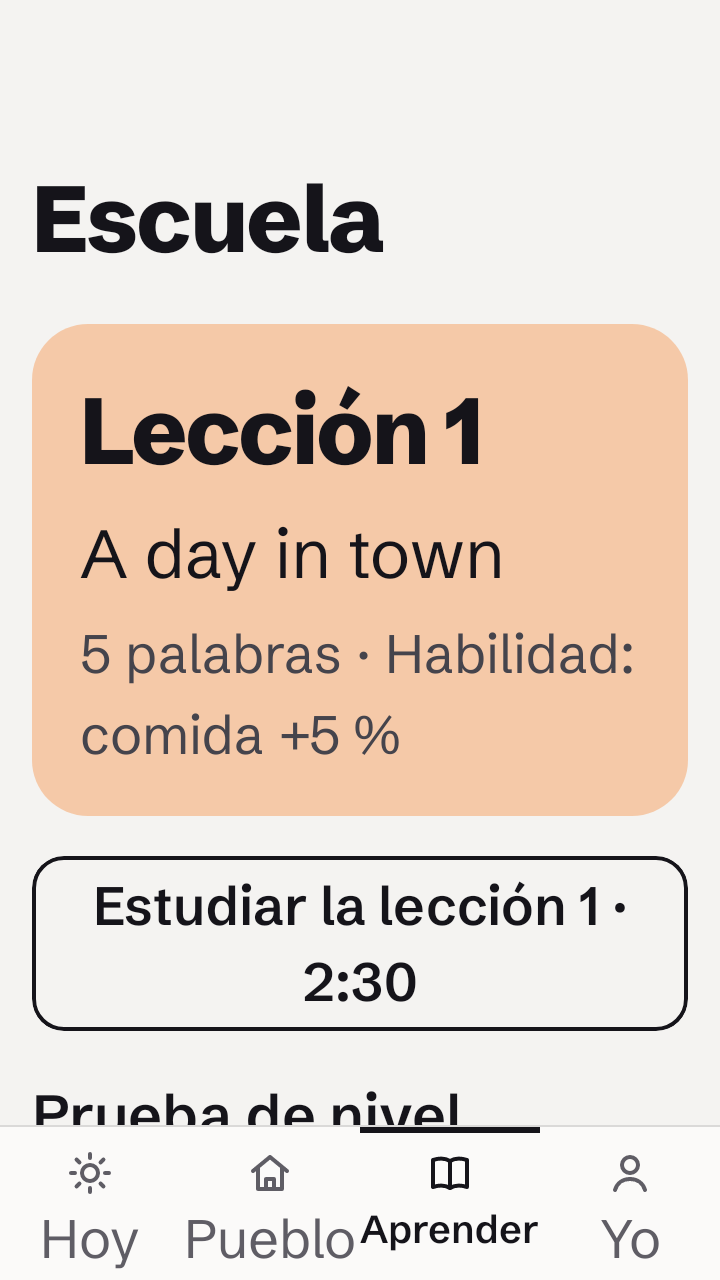 Escuela
Lección 1
A day in town
5 palabras · Habilidad:
comida +5 %
Estudiar la lección 1 ·
2:30
Prueba de nivel
Hoy
Pueblo
Aprender
Yo